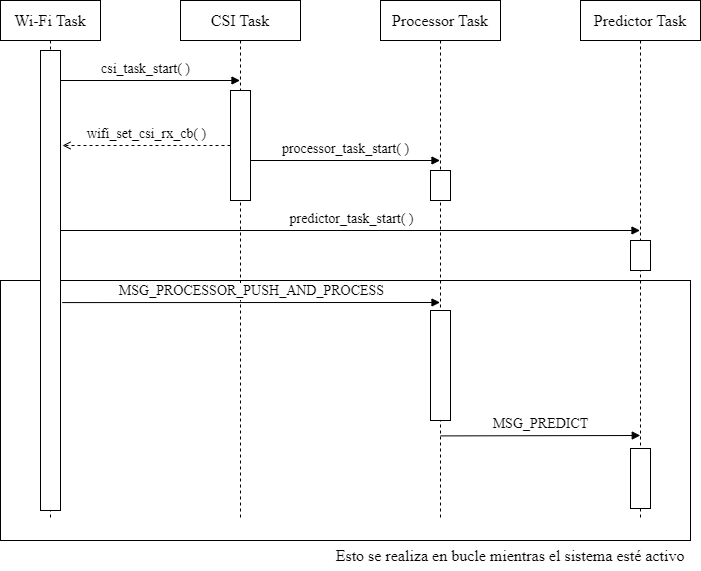 Wi-Fi Task
CSI Task
Processor Task
Predictor Task
csi_task_start( )
wifi_set_csi_rx_cb( )
processor_task_start( )
predictor_task_start( )
MSG_PROCESSOR_PUSH_AND_PROCESS
MSG_PREDICT
Esto se realiza en bucle mientras el sistema esté activo